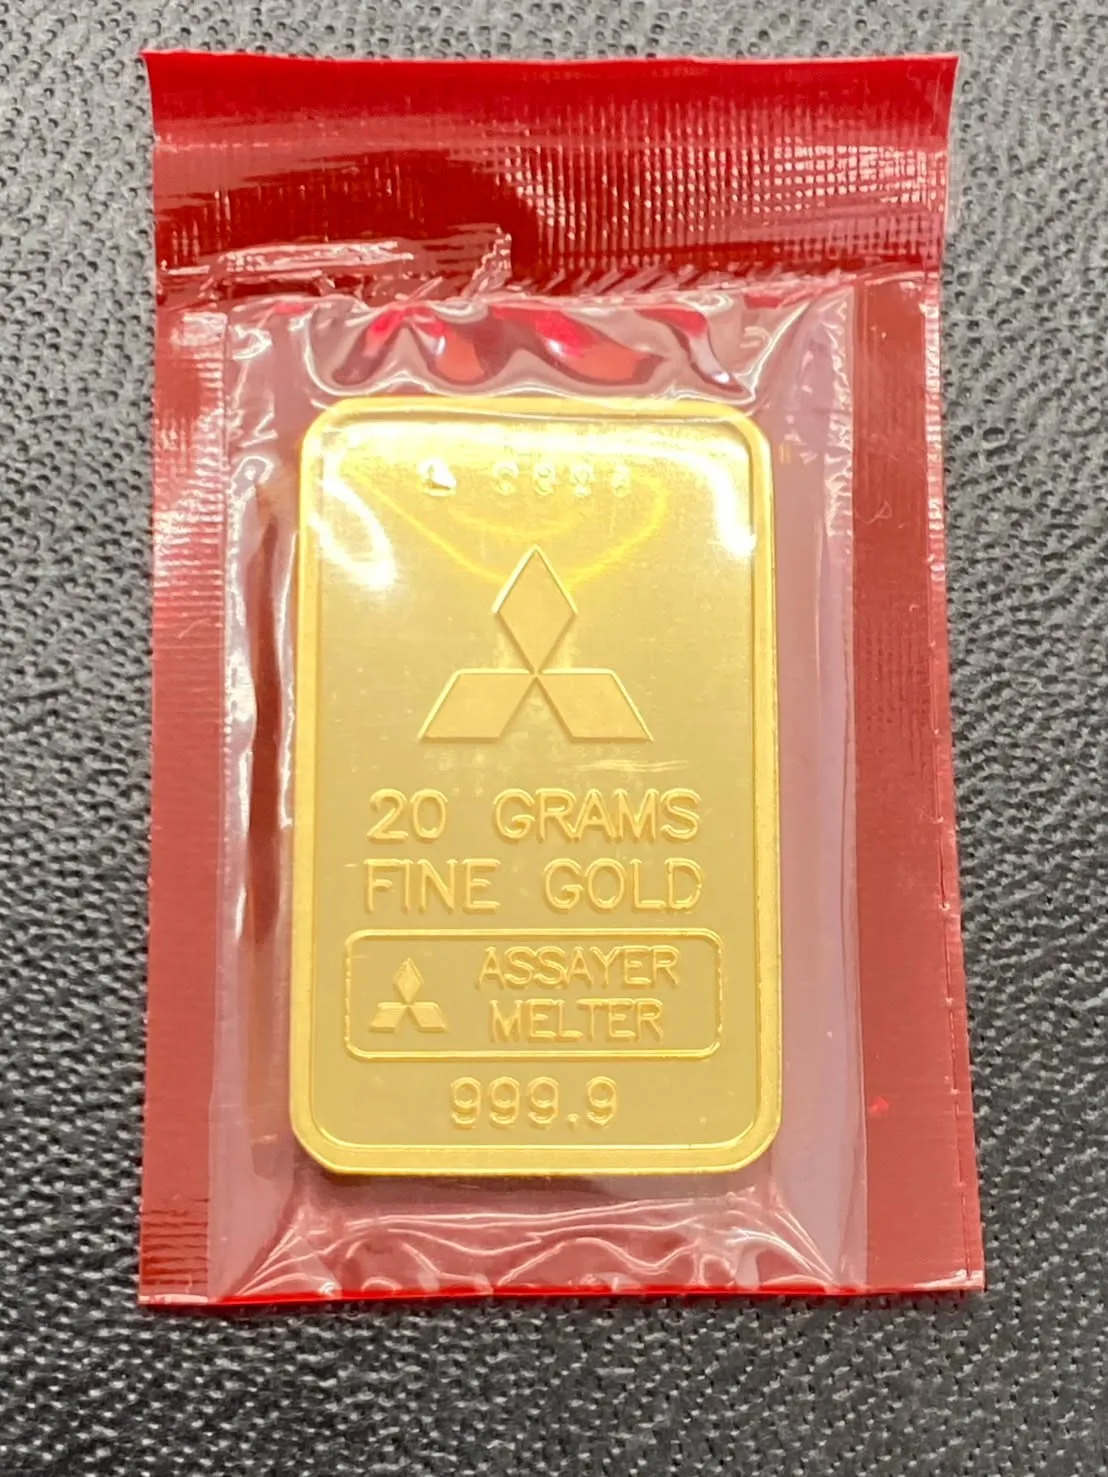 20 GRAMS
FINE GOLD
ASSAYER
MELTER
999.9